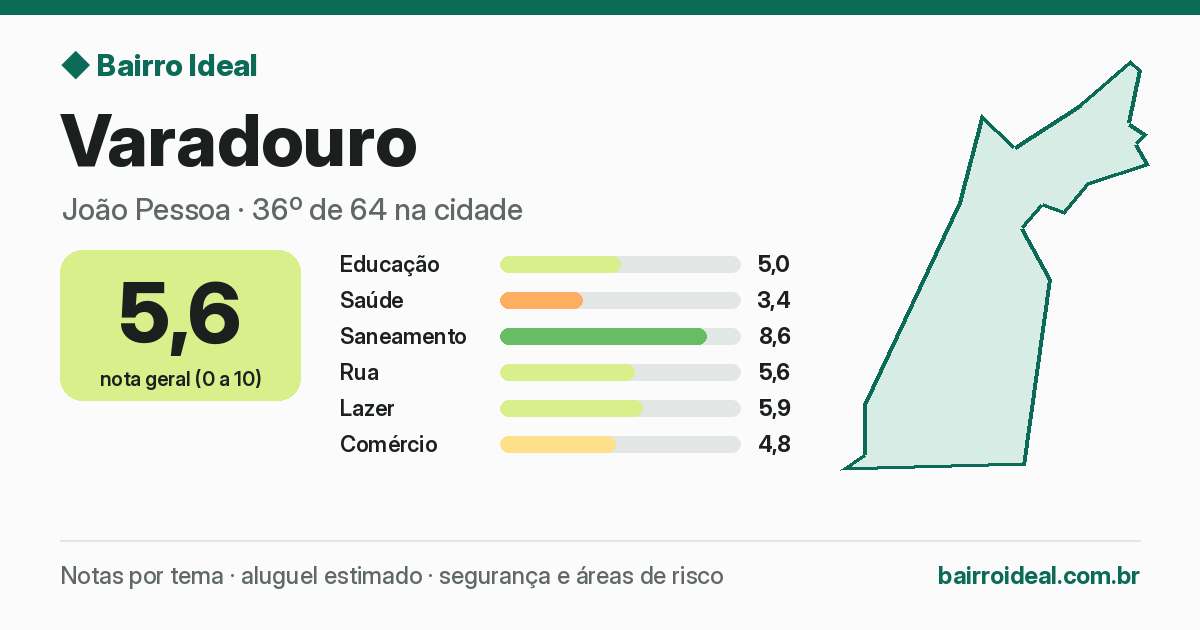 Bairro Ideal
Varadouro
João Pessoa · 36º de 64 na cidade
5,6
nota geral (0 a 10)
Educação 5,0
Saúde 3,4
Saneamento 8,6
Rua 5,6
Lazer 5,9
Comércio 4,8
Notas por tema · aluguel estimado · segurança e áreas de risco
bairroideal.com.br